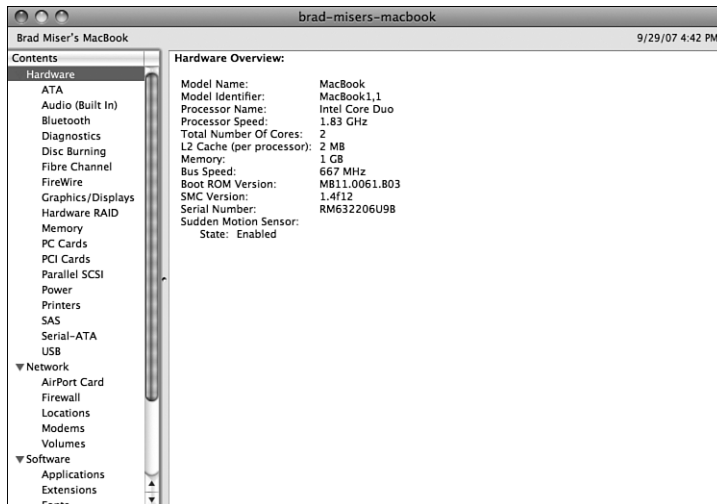 brad-misers-macbook
Brad Miser's MacBook 9/29/07 4:42 PM
Contents
Hardware
ATA
Audio (Built In)
Bluetooth
Diagnostics
Disc Burning
Fibre Channel
FireWire
Graphics/Displays
Hardware RAID
Memory
PC Cards
PCI Cards
Parallel SCSI
Power
Printers
SAS
Serial-ATA
USB
Network
AirPort Card
Firewall
Locations
Modems
Volumes
Software
Applications
Extensions
Fonts
Hardware Overview:
Model Name: MacBook
Model Identifier: MacBook1,1
Processor Name: Intel Core Duo
Processor Speed: 1.83 GHz
Total Number Of Cores: 2
L2 Cache (per processor): 2 MB
Memory: 1 GB
Bus Speed: 667 MHz
Boot ROM Version: MB11.0061.B03
SMC Version: 1.4f12
Serial Number: RM632206U9B
Sudden Motion Sensor:
State: Enabled